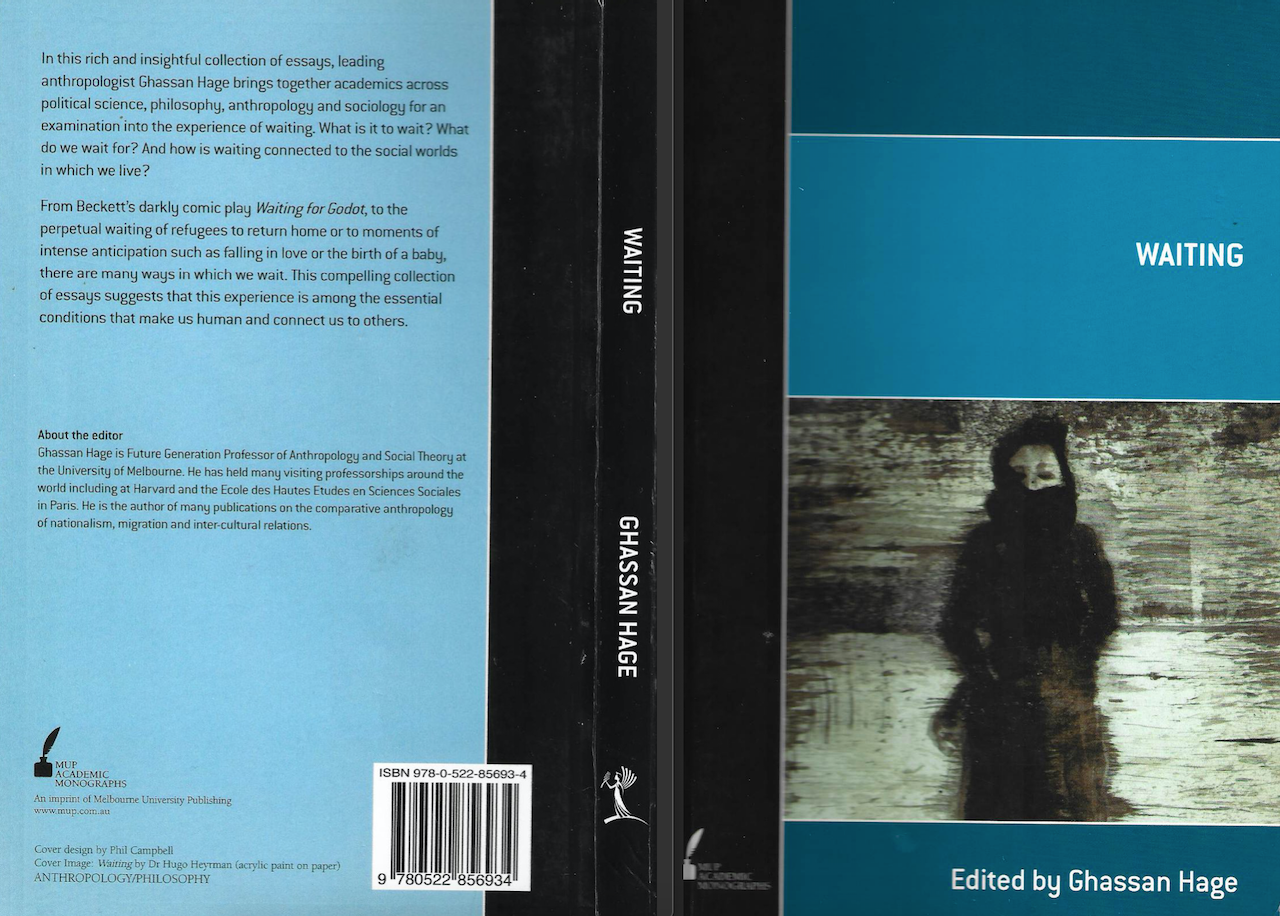 In this rich and insightful collection of essays, leading
anthropologist Ghassan Hage brings together academics across
political science, philosophy, anthropology and sociology for an
examination into the experience of waiting. What is it to wait? What
do we wait for? And how is waiting connected to the social worlds
in which we live?
From Beckett's darkly comic play Waiting for Godot, to the
perpetual waiting of refugees to return home or to moments of
intense anticipation such as falling in love or the birth of a baby,
there are many ways in which we wait. This compelling collection
of essays suggests that this experience is among the essential
conditions that make us human and connect us to others.
About the editor
Ghassan Hage is Future Generation Professor of Anthropology and Social Theory at
the University of Melbourne. He has held many visiting professorships around the
world including at Harvard and the Ecole des Hautes Etudes en Sciences Sociales
in Paris. He is the author of many publications on the comparative anthropology
of nationalism, migration and inter-cultural relations.
MUP
ACADEMIC
MONOGRAPHS
An imprint of Melbourne University Publishing
www.mup.com.au
Cover design by Phil Campbell
Cover Image: Waiting by Dr Hugo Heyrman (acrylic paint on paper)
ANTHROPOLOGY/PHILOSOPHY
ISBN 978-0-522-85693-4
9 780522 856934
WAITING
GHASSAN HAGE
WAITING
MUP
ACADEMIC
MONOGRAPHS
Edited by Ghassan Hage